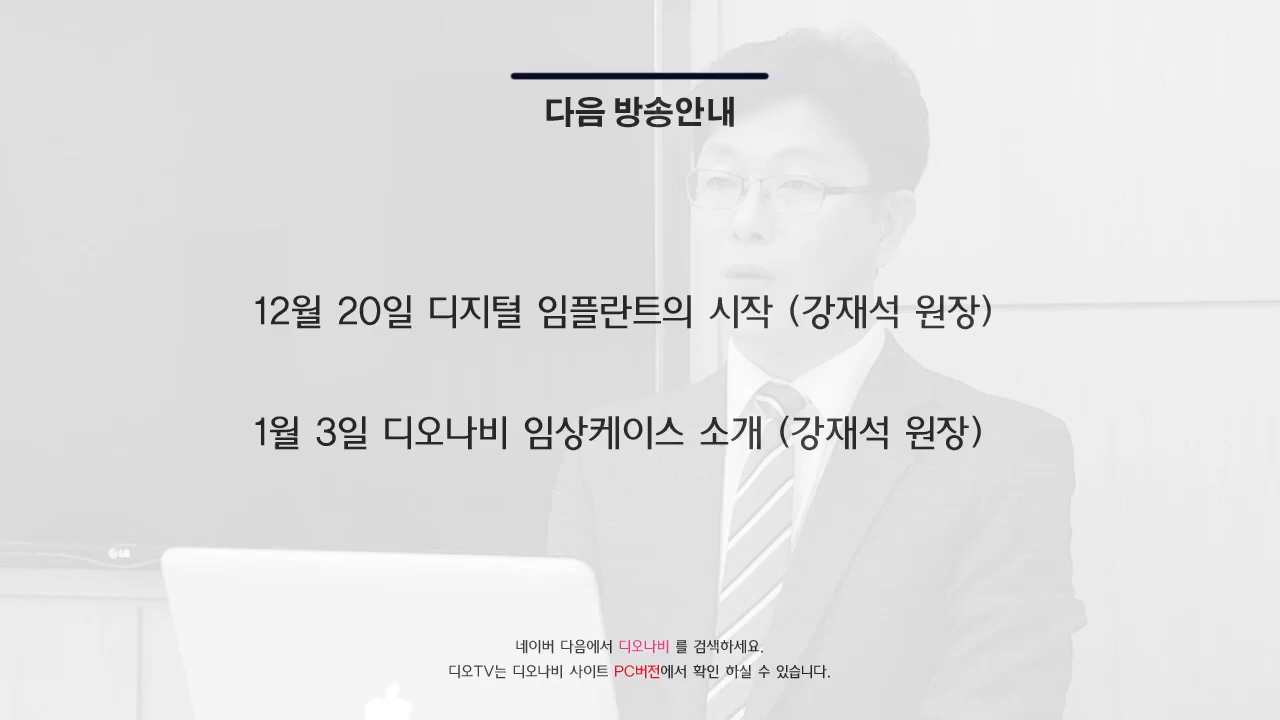 다음 방송안내
12월 20일 디지털 임플란트의 시작 (강재석 원장)
1월 3일 디오나비 임상케이스 소개 (강재석 원장)
LG
네이버 다음에서 디오나비 를 검색하세요.
디오TV는 디오나비 사이트 PC버전에서 확인 하실 수 있습니다.